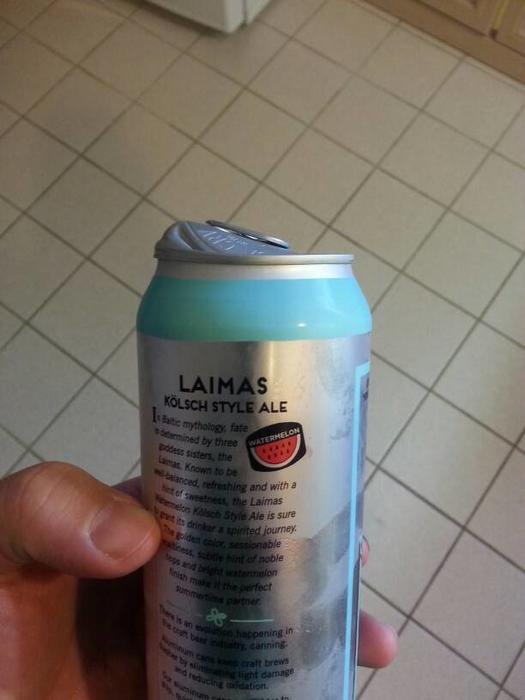 LAIMAS
KÖLSCH STYLE ALE
In Baltic mythology, fate
is determined by three
goddess sisters, the
Laimas. Known to be
WATERMELON
well-balanced, refreshing and with a
hint of sweetness, the Laimas
Watermelon Kölsch Style Ale is sure
to grant its drinker a spirited journey.
The golden color, sessionable
maltiness, subtle hint of noble
hops and bright watermelon
finish make it the perfect
summertime partner.
There is an evolution happening in
the craft beer industry, canning.
Aluminum cans keep craft brews
by eliminating light damage
and reducing oxidation.
Our aluminum cans